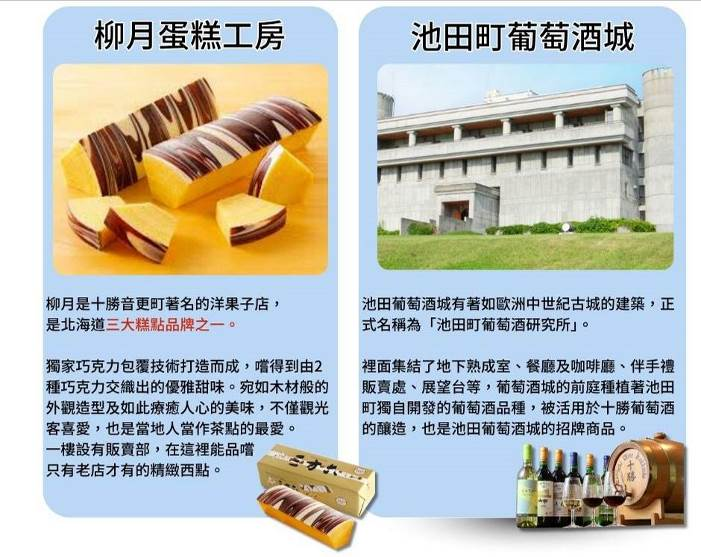 柳月蛋糕工房
柳月是十勝音更町著名的洋果子店，
是北海道三大糕點品牌之一。
獨家巧克力包覆技術打造而成，嚐得到由2
種巧克力交織出的優雅甜味。宛如木材般的
外觀造型及如此療癒人心的美味，不僅觀光
客喜愛，也是當地人當作茶點的最愛。
一樓設有販賣部，在這裡能品嚐
只有老店才有的精緻西點。
三方六
池田町葡萄酒城
池田葡萄酒城有著如歐洲中世紀古城的建築，正
式名稱為「池田町葡萄酒研究所」。
裡面集結了地下熟成室、餐廳及咖啡廳、伴手禮
販賣處、展望台等，葡萄酒城的前庭種植著池田
町獨自開發的葡萄酒品種，被活用於十勝葡萄酒
的釀造，也是池田葡萄酒城的招牌商品。
十勝